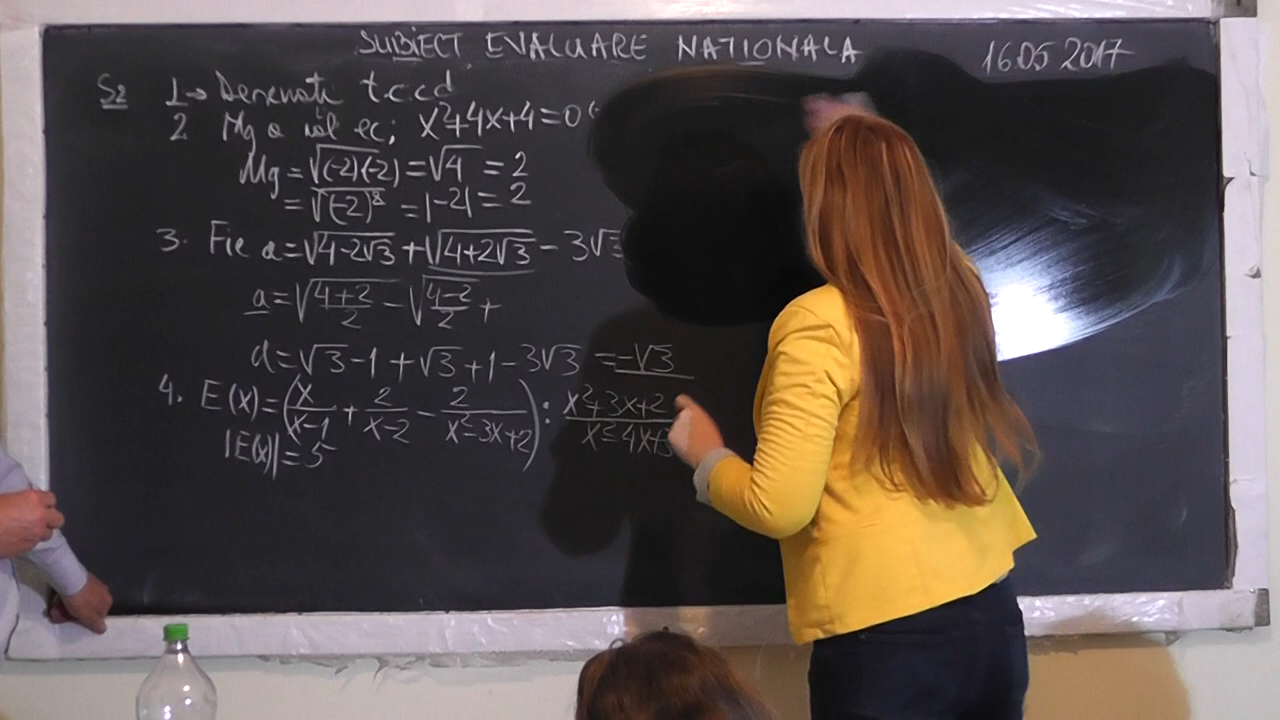 SUBIECT EVALUARE NATIONALA 16.05 2017
S2 1→ Desenati t.c.c.d
2 Mg a sol ec; x²+4x+4=0
Mg=√(-2)(-2)=√4 = 2
=√(-2)² =|-2|= 2
3. Fie a=√4-2√3 +√4+2√3 - 3√3
a=√4+2/2 - √4-2/2 +
a=√3-1+√3+1-3√3 =-√3
4. E(x)=(x/x-1 + 2/x-2 - 2/x²-3x+2) : x²+3x+2/x²-4x+3
|E(x)|=5